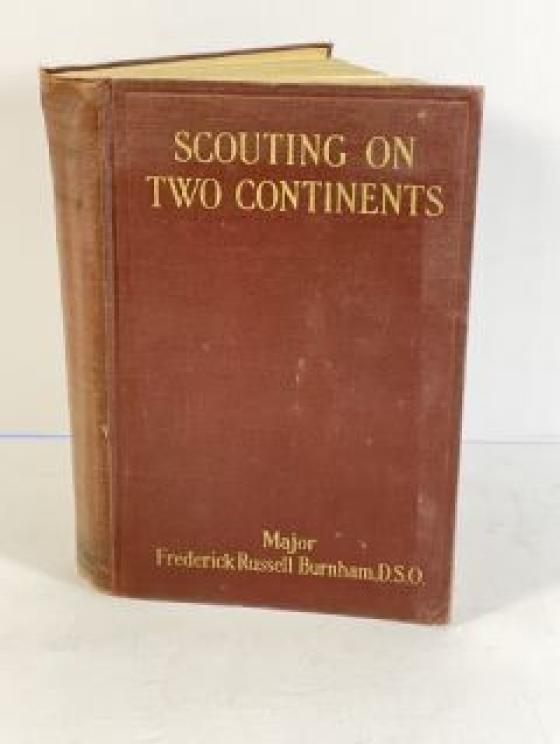 SCOUTING ON
TWO CONTINENTS
Major
Frederick Russell Burnham, D.S.O.